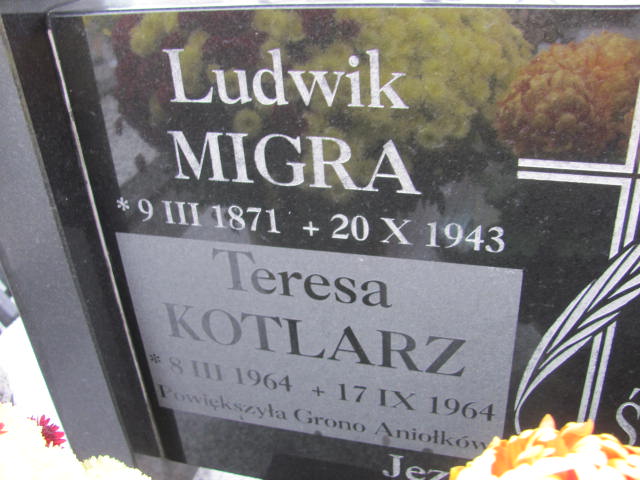 Ludwik
MIGRA
* 9 III 1871 + 20 X 1943
Teresa
KOTLARZ
* 8 III 1964 + 17 IX 1964
Powiększyła Grono Aniołków